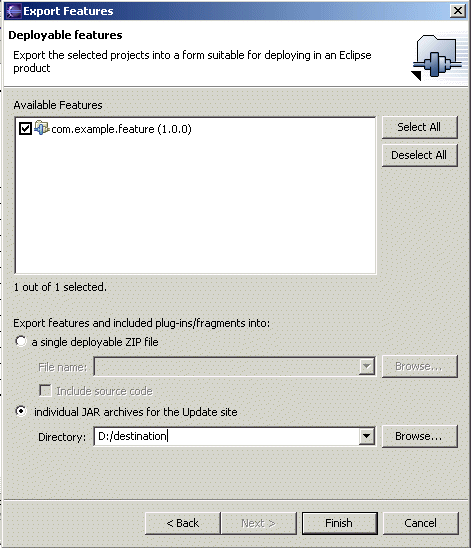 Export Features
Deployable features
Export the selected projects into a form suitable for deploying in an Eclipse
product
Available Features
com.example.feature (1.0.0)
Select All
Deselect All
1 out of 1 selected.
Export features and included plug-ins/fragments into:
a single deployable ZIP file
File name:
Browse...
Include source code
individual JAR archives for the Update site
Directory:
D:/destination
Browse...
< Back
Next >
Finish
Cancel